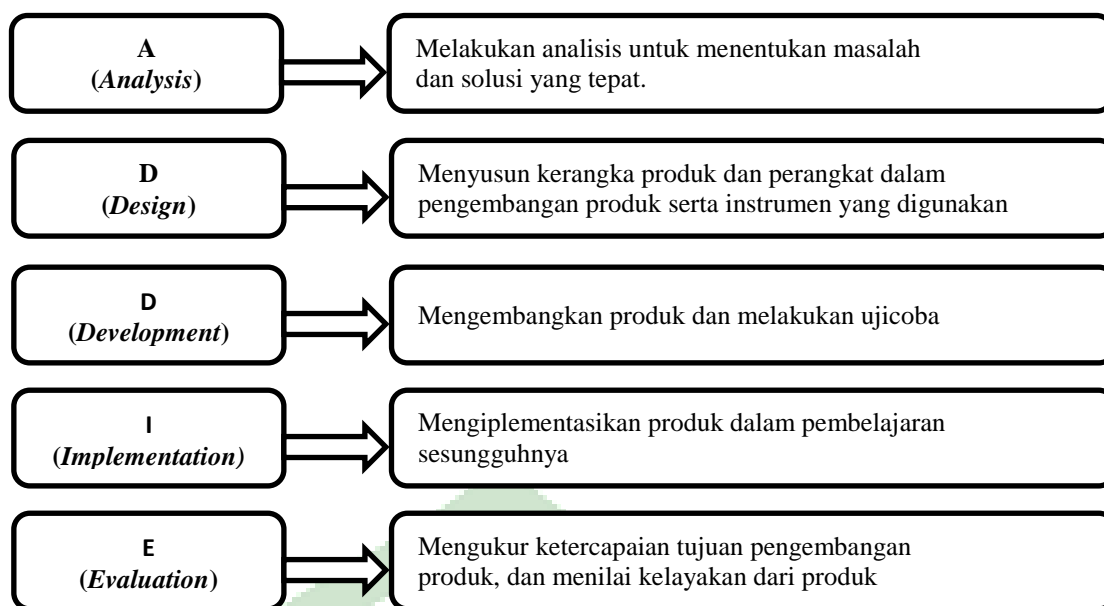 A
(Analysis)
Melakukan analisis untuk menentukan masalah
dan solusi yang tepat.
D
(Design)
Menyusun kerangka produk dan perangkat dalam
pengembangan produk serta instrumen yang digunakan
D
(Development)
Mengembangkan produk dan melakukan ujicoba
I
(Implementation)
Mengiplementasikan produk dalam pembelajaran
sesungguhnya
E
(Evaluation)
Mengukur ketercapaian tujuan pengembangan
produk, dan menilai kelayakan dari produk